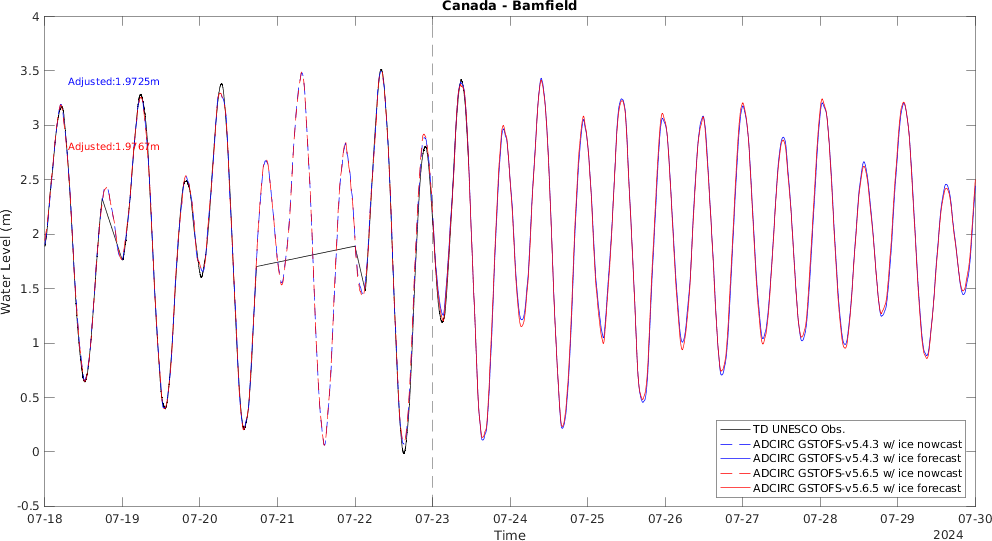 Canada - Bamfield
4
3.5
3
2.5
2
1.5
1
0.5
0
-0.5
Water Level (m)
Adjusted:1.9725m
Adjusted:1.9767m
TD UNESCO Obs.
ADCIRC GSTOFS-v5.4.3 w/ ice nowcast
ADCIRC GSTOFS-v5.4.3 w/ ice forecast
ADCIRC GSTOFS-v5.6.5 w/ ice nowcast
ADCIRC GSTOFS-v5.6.5 w/ ice forecast
07-18 07-19 07-20 07-21 07-22 07-23 07-24 07-25 07-26 07-27 07-28 07-29 07-30
Time
2024